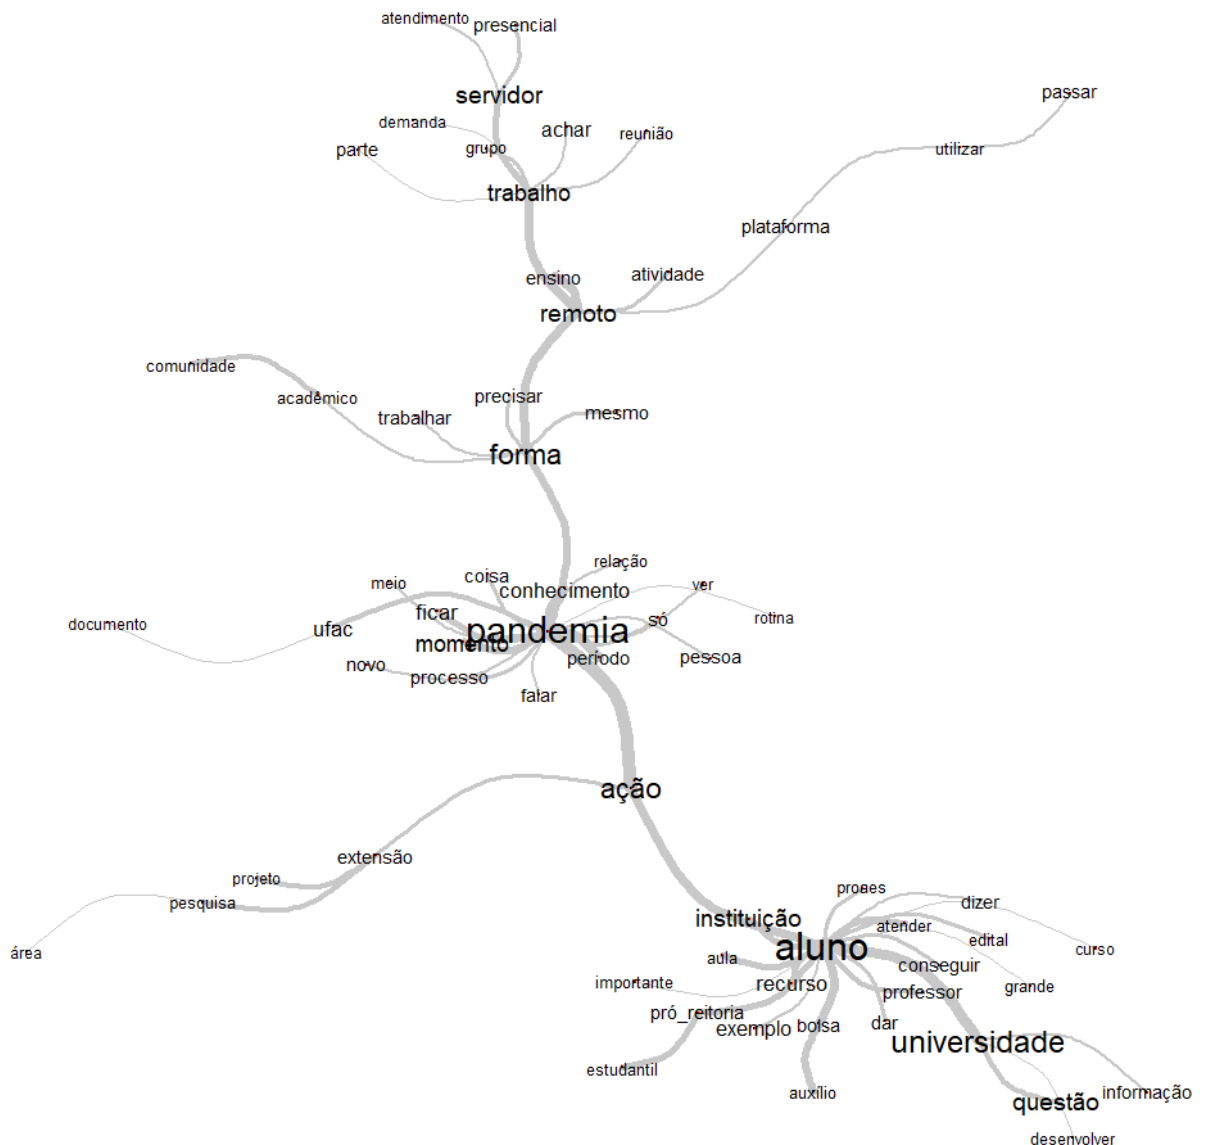 atendimento
presencial
servidor
passar
demanda
achar
reunião
parte
grupo
utilizar
trabalho
plataforma
ensino
atividade
remoto
comunidade
acadêmico
precisar
trabalhar
mesmo
forma
relação
coisa
meio
conhecimento
ver
ficar
documento
ufac
só
rotina
pandemia
momento
período
pessoa
novo
processo
falar
ação
extensão
projeto
pesquisa
área
proaes
dizer
instituição
atender
edital
aluno
curso
aula
conseguir
importante
recurso
professor
grande
pró_reitoria
exemplo
bolsa
dar
universidade
estudantil
auxílio
questão
informação
desenvolver